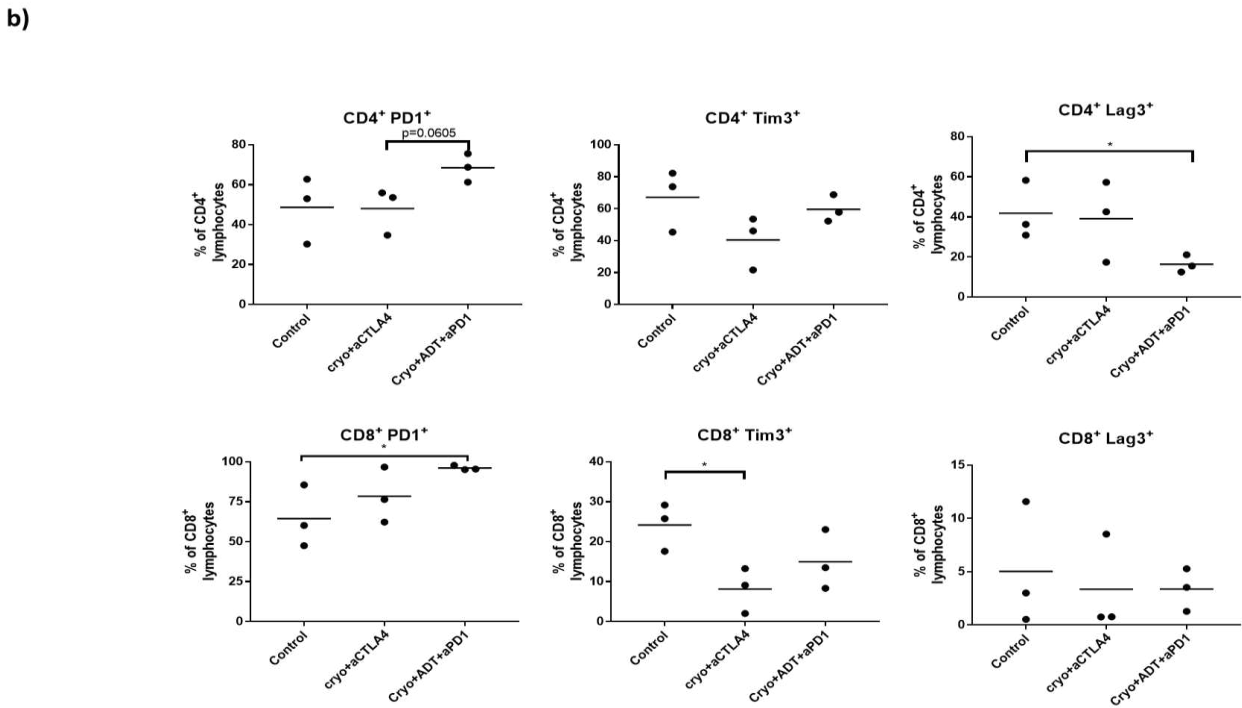 b)
CD4⁺ PD1⁺
p=0.0605
% of CD4⁺
lymphocytes
80
60
40
20
0
Control
cryo+aCTLA4
Cryo+ADT+aPD1
CD4⁺ Tim3⁺
% of CD4⁺
lymphocytes
100
80
60
40
20
0
Control
cryo+aCTLA4
Cryo+ADT+aPD1
CD4⁺ Lag3⁺
*
% of CD4⁺
lymphocytes
80
60
40
20
0
Control
cryo+aCTLA4
Cryo+ADT+aPD1
CD8⁺ PD1⁺
*
% of CD8⁺
lymphocytes
100
75
50
25
0
Control
cryo+aCTLA4
Cryo+ADT+aPD1
CD8⁺ Tim3⁺
*
% of CD8⁺
lymphocytes
40
30
20
10
0
Control
cryo+aCTLA4
Cryo+ADT+aPD1
CD8⁺ Lag3⁺
% of CD8⁺
lymphocytes
15
10
5
0
Control
cryo+aCTLA4
Cryo+ADT+aPD1